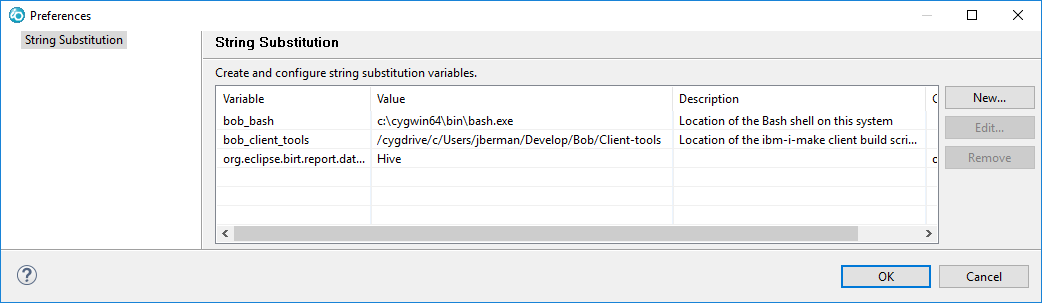 Preferences
String Substitution
String Substitution
Create and configure string substitution variables.
Variable Value Description C
bob_bash c:\cygwin64\bin\bash.exe Location of the Bash shell on this system
bob_client_tools /cygdrive/c/Users/jberman/Develop/Bob/Client-tools Location of the ibm-i-make client build scri...
org.eclipse.birt.report.dat... Hive
New...
Edit...
Remove
?
OK Cancel